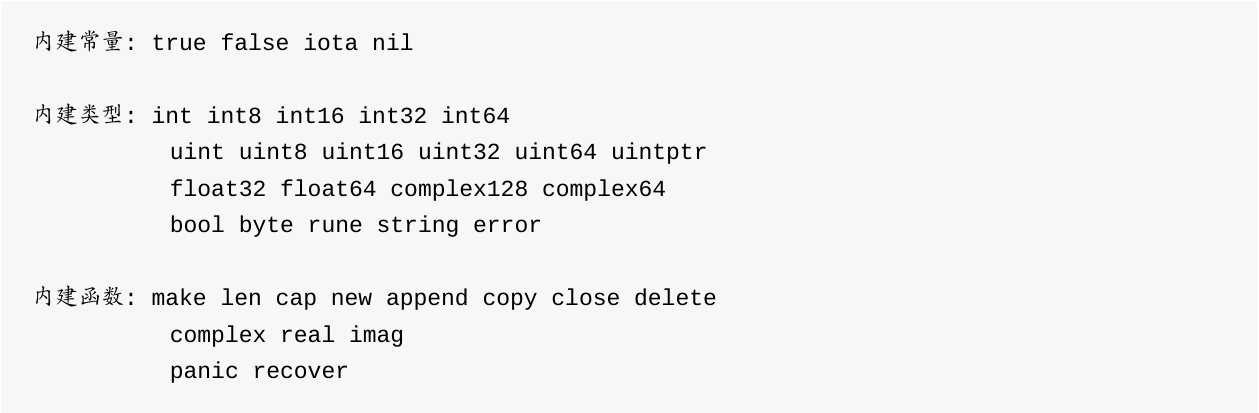 内建常量: true false iota nil
内建类型: int int8 int16 int32 int64
uint uint8 uint16 uint32 uint64 uintptr
float32 float64 complex128 complex64
bool byte rune string error
内建函数: make len cap new append copy close delete
complex real imag
panic recover